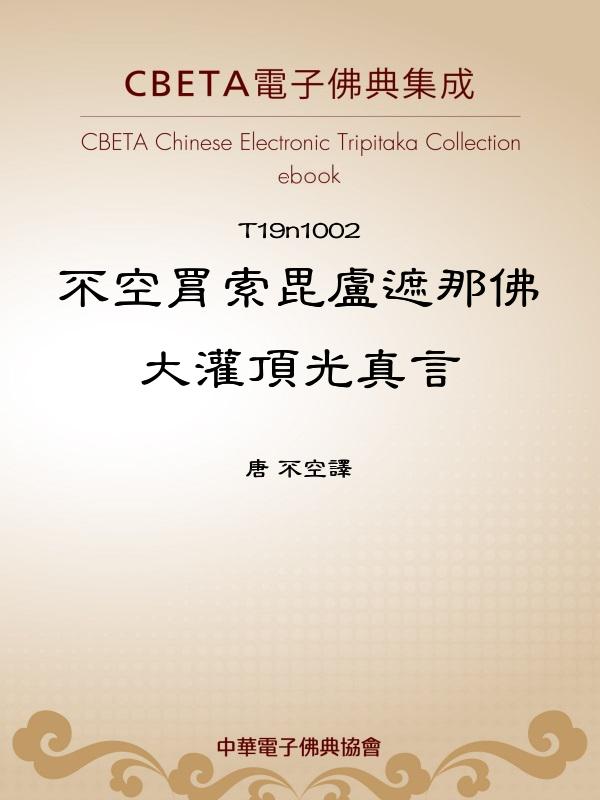 CBETA電子佛典集成
CBETA Chinese Electronic Tripitaka Collection
ebook
T19n1002
不空罥索毘盧遮那佛
大灌頂光真言
唐 不空譯
中華電子佛典協會